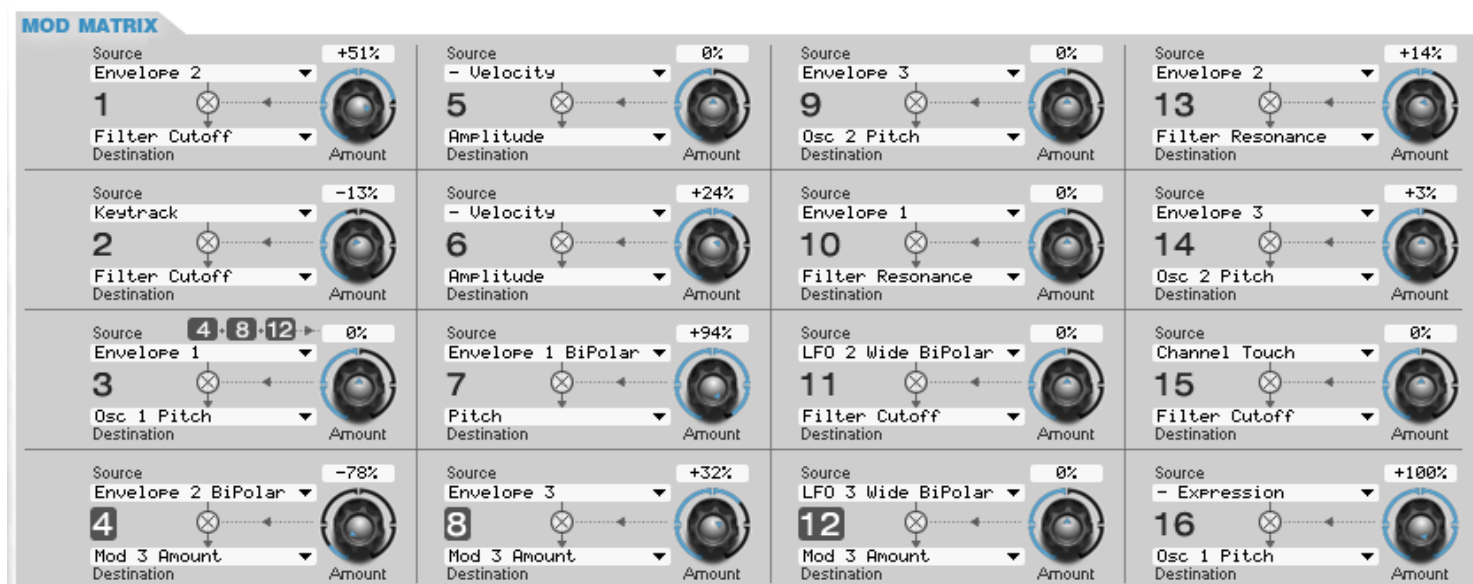 MOD MATRIX
Source +51%
Envelope 2
1
Filter Cutoff
Destination Amount
Source 0%
- Velocity
5
Amplitude
Destination Amount
Source 0%
Envelope 3
9
Osc 2 Pitch
Destination Amount
Source +14%
Envelope 2
13
Filter Resonance
Destination Amount
Source -13%
Keytrack
2
Filter Cutoff
Destination Amount
Source +24%
- Velocity
6
Amplitude
Destination Amount
Source 0%
Envelope 1
10
Filter Resonance
Destination Amount
Source +3%
Envelope 3
14
Osc 2 Pitch
Destination Amount
Source 4 8 12 0%
Envelope 1
3
Osc 1 Pitch
Destination Amount
Source +94%
Envelope 1 BiPolar
7
Pitch
Destination Amount
Source 0%
LFO 2 Wide BiPolar
11
Filter Cutoff
Destination Amount
Source 0%
Channel Touch
15
Filter Cutoff
Destination Amount
Source -78%
Envelope 2 BiPolar
4
Mod 3 Amount
Destination Amount
Source +32%
Envelope 3
8
Mod 3 Amount
Destination Amount
Source 0%
LFO 3 Wide BiPolar
12
Mod 3 Amount
Destination Amount
Source +100%
- Expression
16
Osc 1 Pitch
Destination Amount